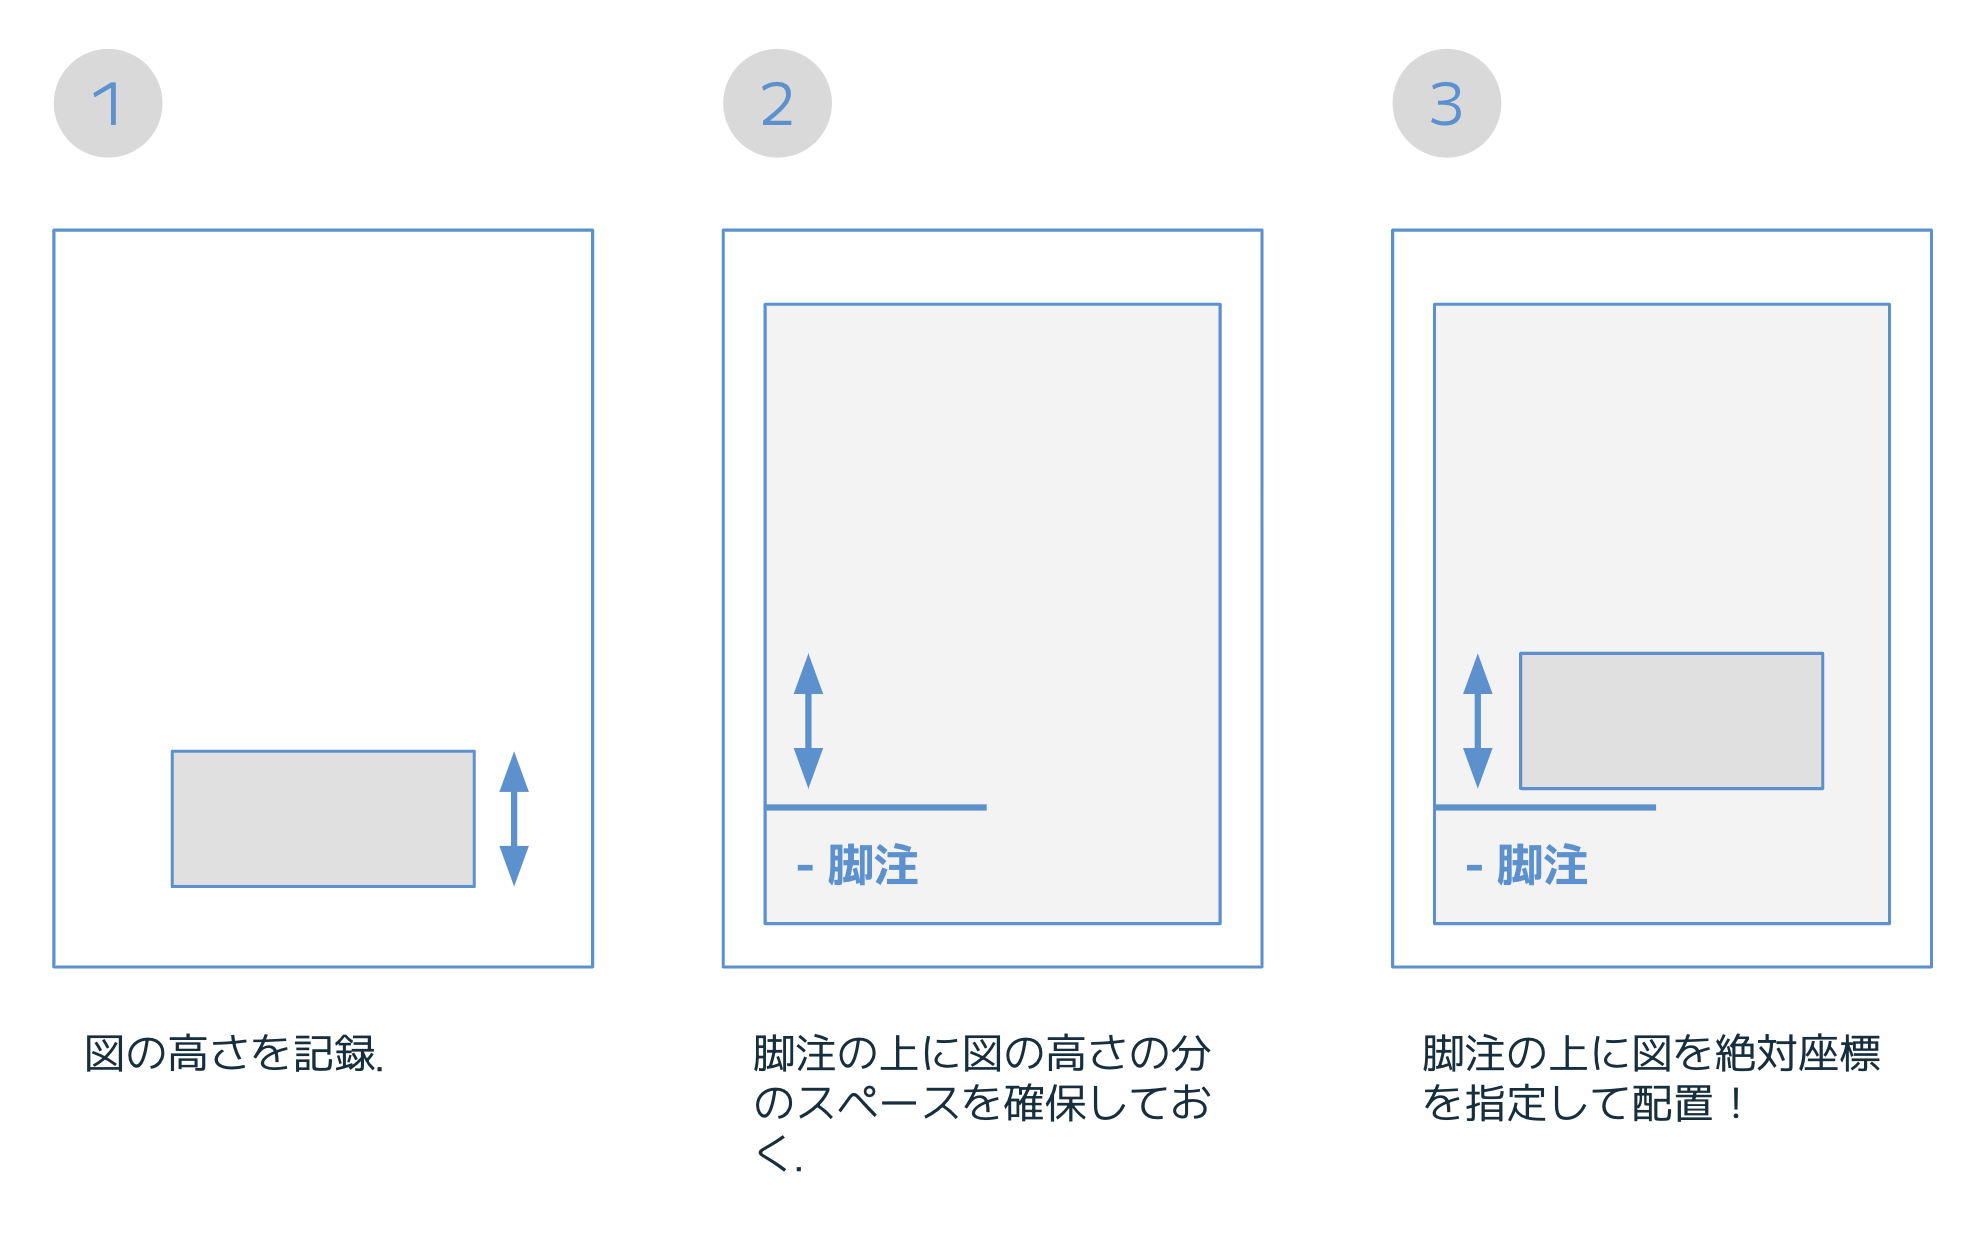 1
2
3
- 脚注
- 脚注
図の高さを記録.
脚注の上に図の高さの分
のスペースを確保してお
く.
脚注の上に図を絶対座標
を指定して配置！